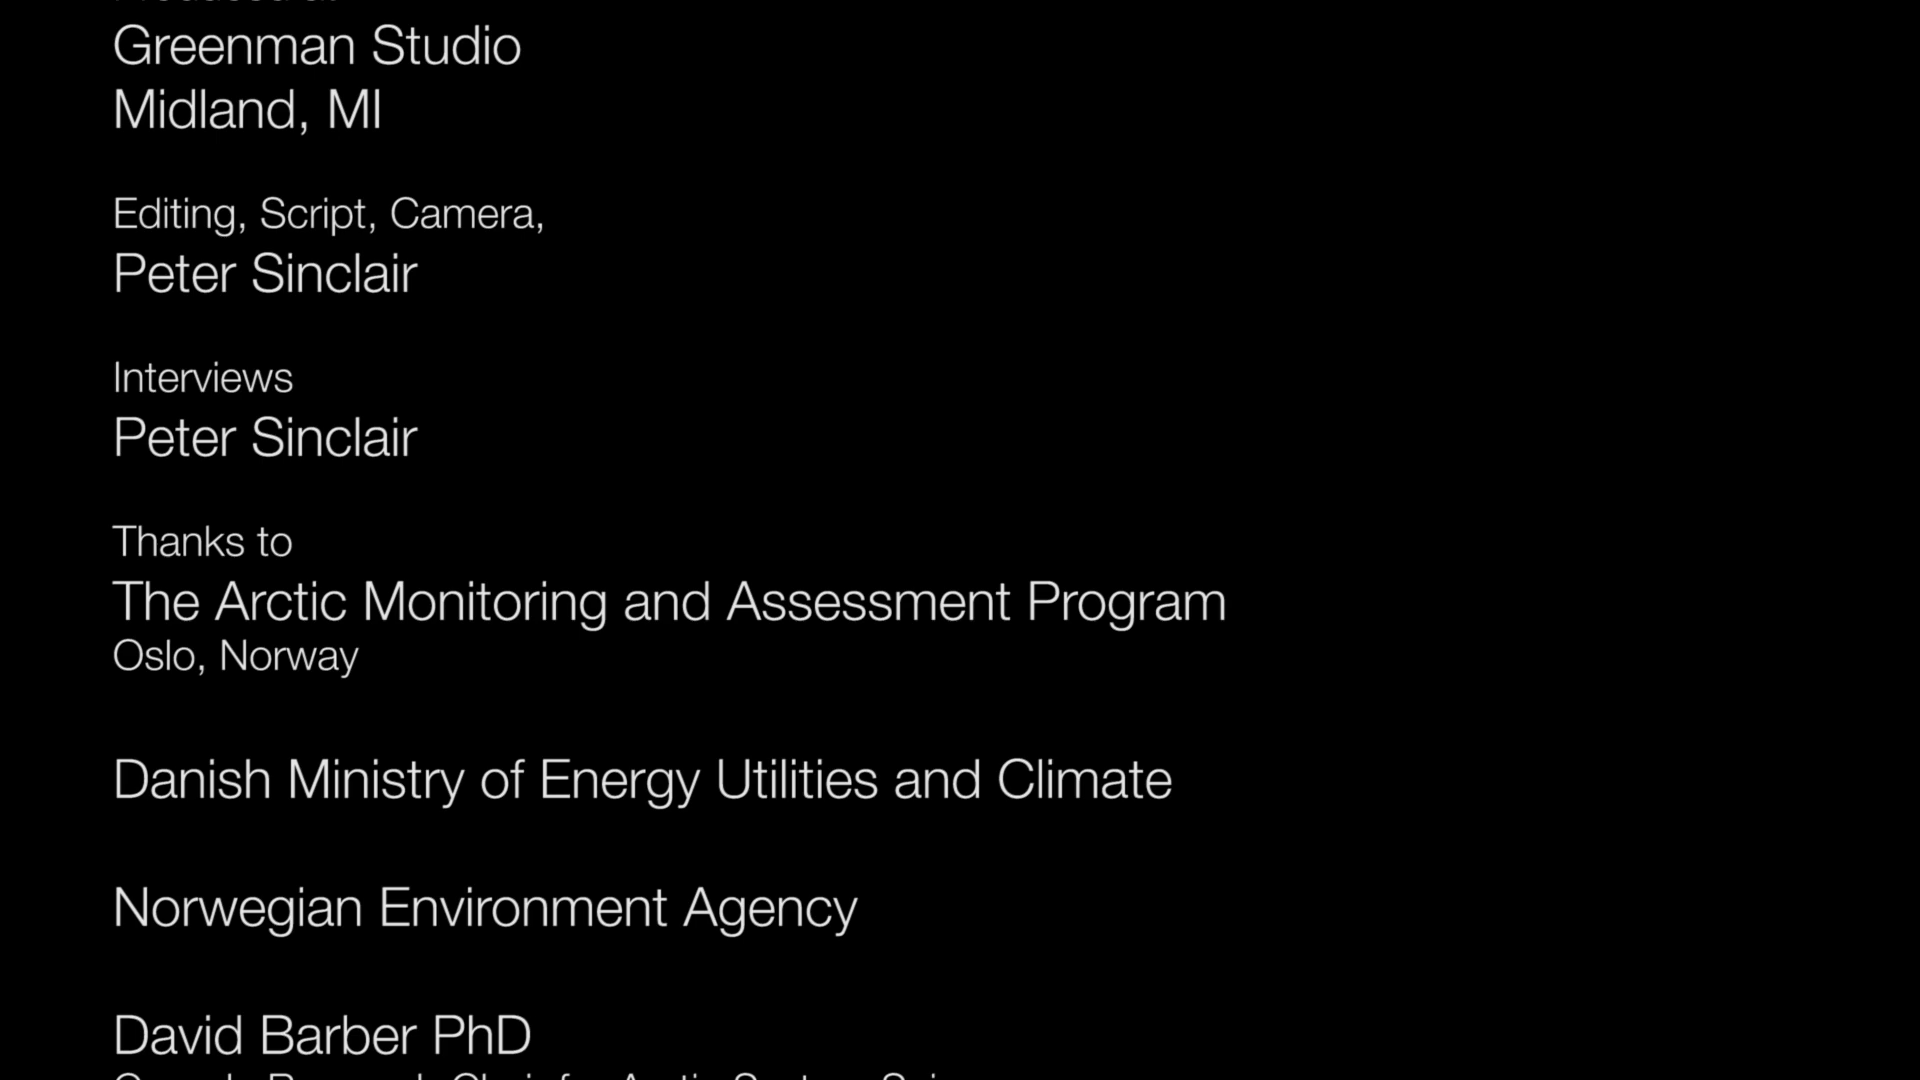 Greenman Studio
Midland, MI
Editing, Script, Camera,
Peter Sinclair
Interviews
Peter Sinclair
Thanks to
The Arctic Monitoring and Assessment Program
Oslo, Norway
Danish Ministry of Energy Utilities and Climate
Norwegian Environment Agency
David Barber PhD